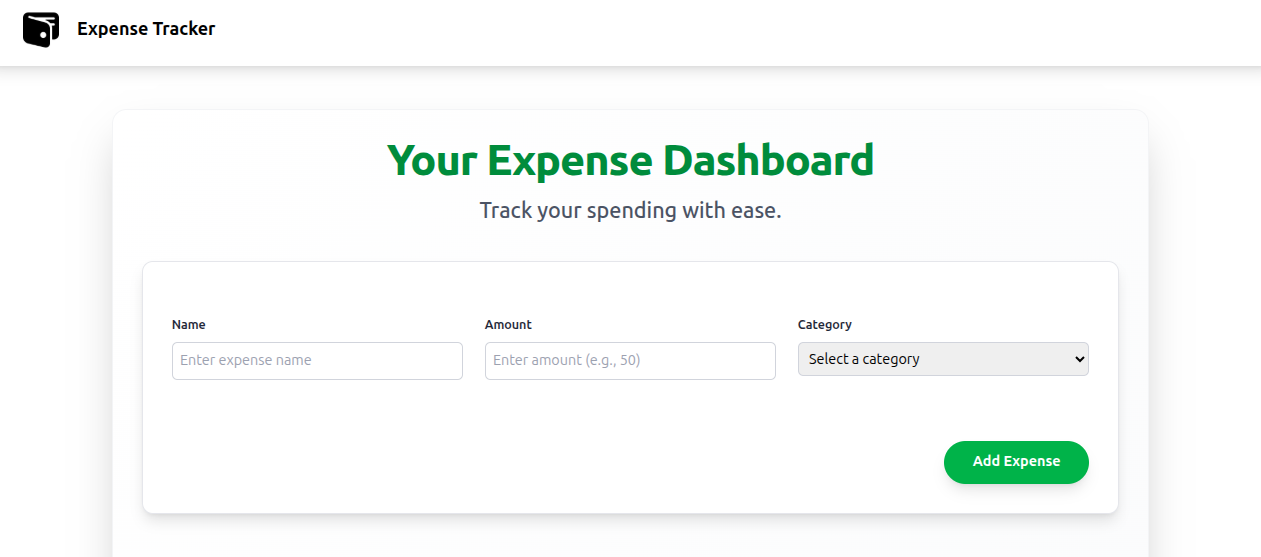 Expense Tracker
Your Expense Dashboard
Track your spending with ease.
Name
Amount
Category
Enter expense name
Enter amount (e.g., 50)
Select a category
Add Expense